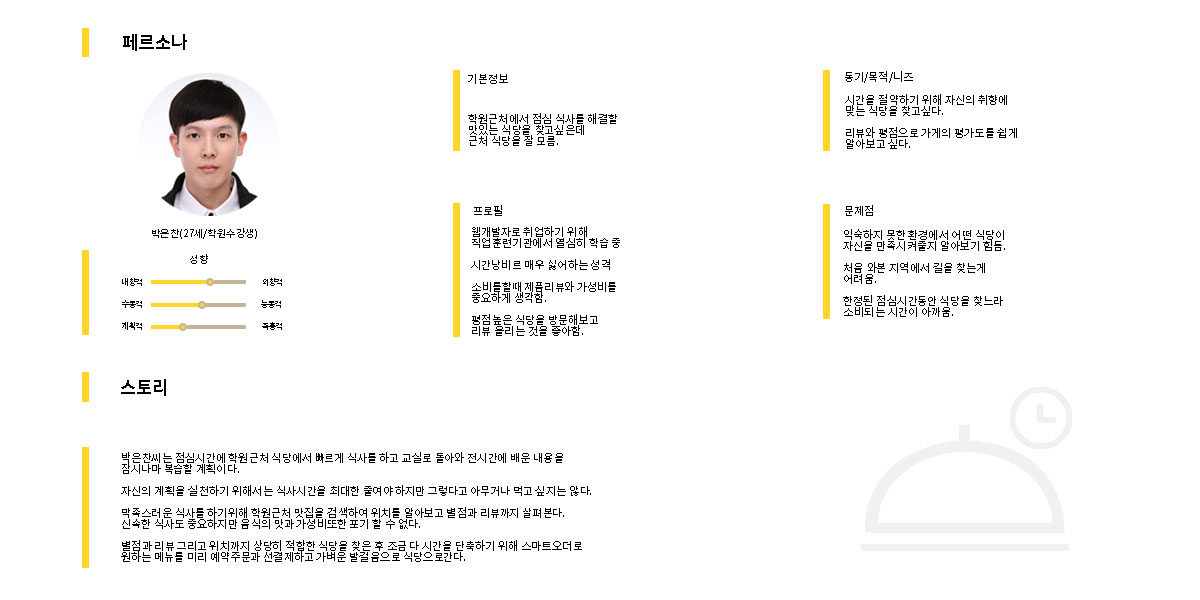 페르소나
박은찬(27세/학원수강생)
성향
내향적 외향적
수동적 능동적
계획적 즉흥적
기본정보
학원근처에서 점심 식사를 해결할
맛있는 식당을 찾고싶은데
근처 식당을 잘 모름.
프로필
웹개발자로 취업하기 위해
직업훈련기관에서 열심히 학습 중
시간낭비르 매우 싫어하는 성격
소비를할때 제품리뷰와 가성비를
중요하게 생각함.
평점높은 식당을 방문해보고
리뷰 올리는 것을 좋아함.
동기/목적/니즈
시간을 절약하기 위해 자신의 취향에
맞는 식당을 찾고싶다.
리뷰와 평점으로 가게의 평가도를 쉽게
알아보고 싶다.
문제점
익숙하지 못한 환경에서 어떤 식당이
자신을 만족시켜줄지 알아보기 힘듬.
처음 와본 지역에서 길을 찾는게
어려움.
한정된 점심시간동안 식당을 찾느라
소비되는 시간이 아까움.
스토리
박은찬씨는 점심시간에 학원근처 식당에서 빠르게 식사를 하고 교실로 돌아와 전시간에 배운 내용을
잠시나마 복습할 계획이다.
자신의 계획을 실천하기 위해서는 식사시간을 최대한 줄여야 하지만 그렇다고 아무거나 먹고 싶지는 않다.
만족스러운 식사를 하기위해 학원근처 맛집을 검색하여 위치를 알아보고 별점과 리뷰까지 살펴본다.
신속한 식사도 중요하지만 음식의 맛과 가성비또한 포기 할 수 없다.
별점과 리뷰 그리고 위치까지 상당히 적합한 식당을 찾은 후 조금 다 시간을 단축하기 위해 스마트오더로
원하는 메뉴를 미리 예약주문과 선결제하고 가벼운 발걸음으로 식당으로간다.